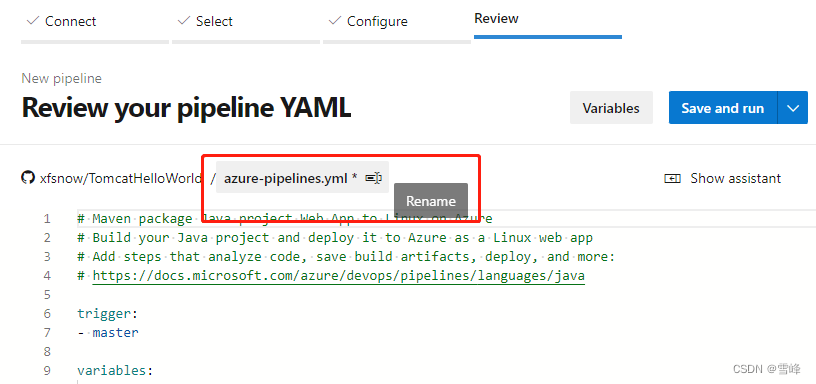 Connect Select Configure Review
New pipeline
Review your pipeline YAML Variables Save and run
xfsnow/TomcatHelloWorld / azure-pipelines.yml * Show assistant
Rename
1 # Maven package Java project Web App to Linux on Azure
2 # Build your Java project and deploy it to Azure as a Linux web app
3 # Add steps that analyze code, save build artifacts, deploy, and more:
4 # https://docs.microsoft.com/azure/devops/pipelines/languages/java
5
6 trigger:
7 - master
8
9 variables:
CSDN @雪峰